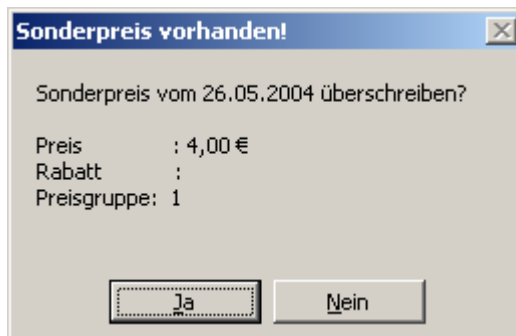 Sonderpreis vorhanden!
Sonderpreis vom 26.05.2004 überschreiben?
Preis : 4,00 €
Rabatt :
Preisgruppe: 1
Ja Nein